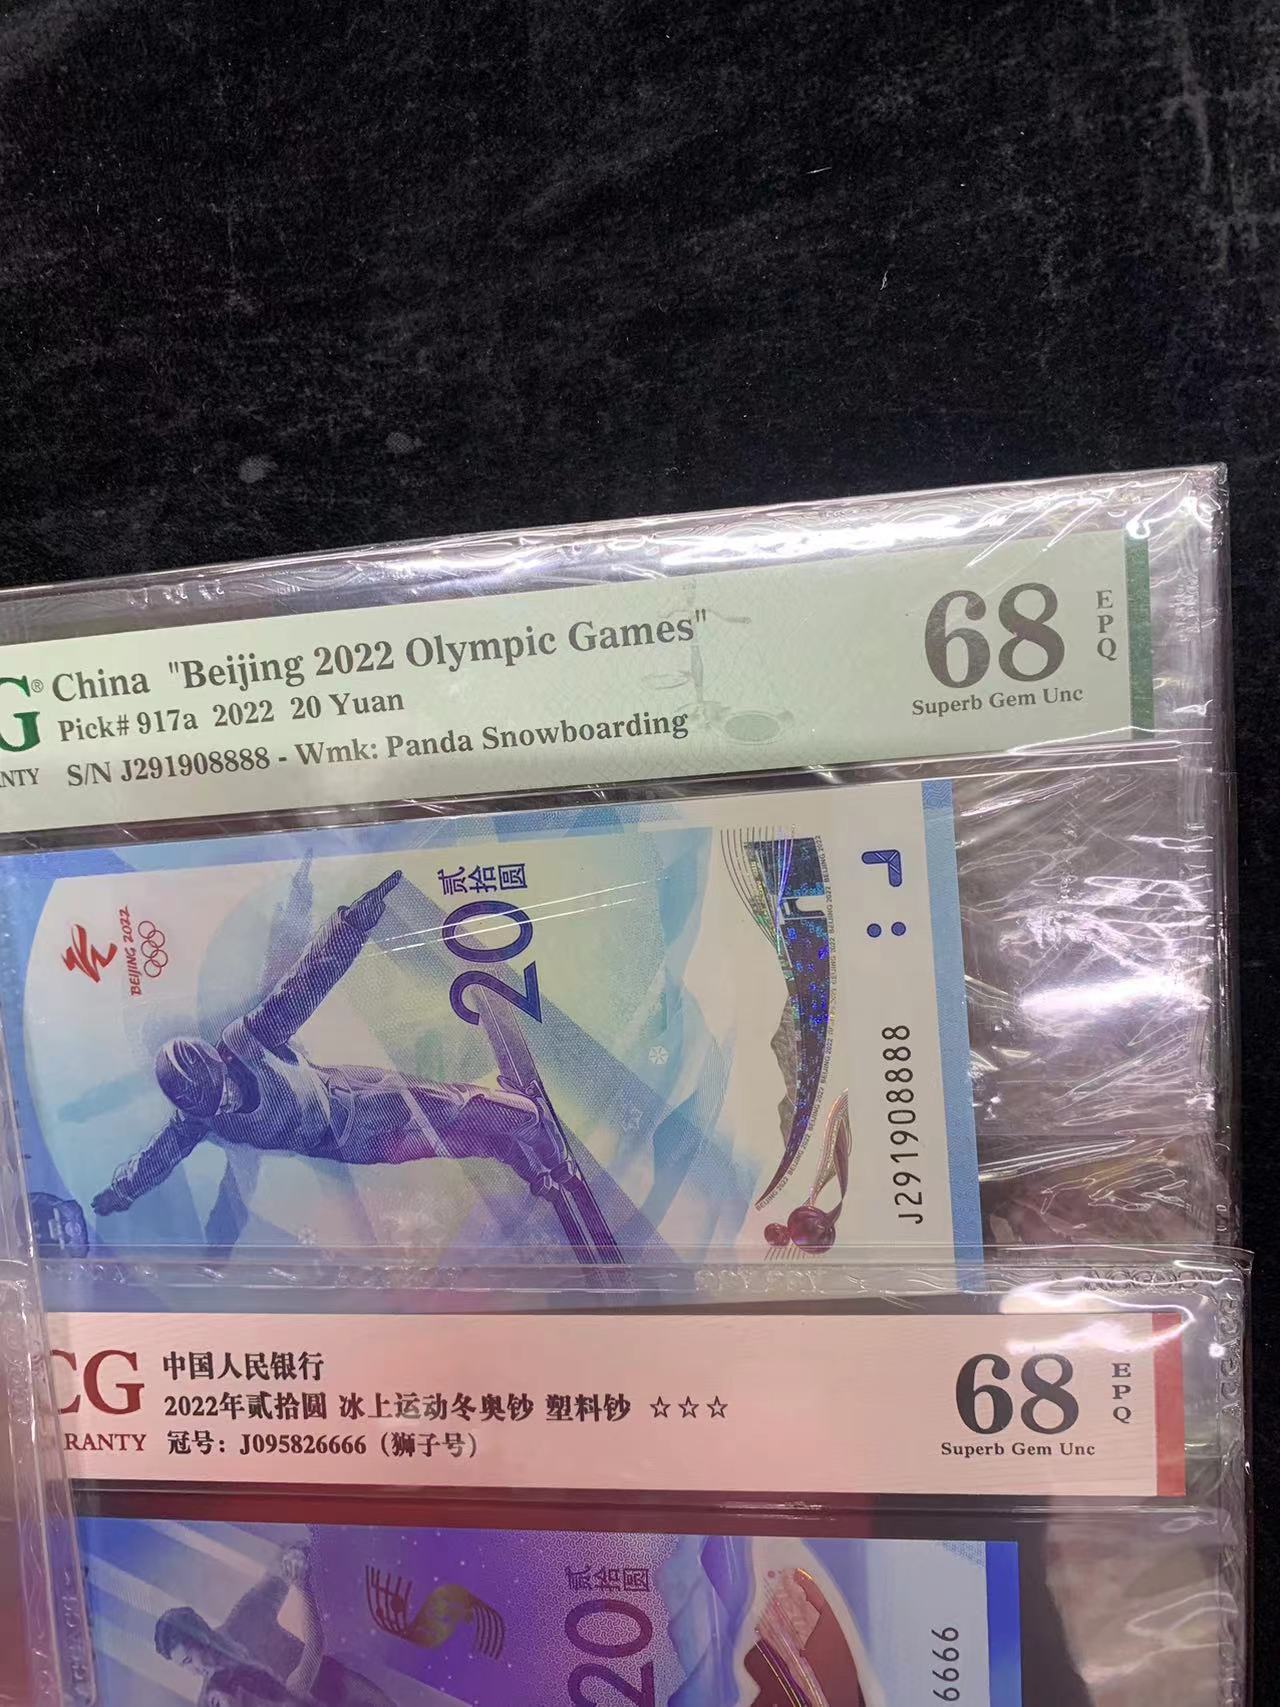 G® China "Beijing 2022 Olympic Games"
Pick# 917a 2022 20 Yuan
NTY S/N J291908888 - Wmk: Panda Snowboarding
68
EPQ
Superb Gem Unc
BEIJING 2022
贰拾圆
20
J291908888
CG 中国人民银行
2022年贰拾圆 冰上运动冬奥钞 塑料钞 ☆☆☆
RANTY 冠号：J095826666（狮子号）
68
EPQ
Superb Gem Unc
贰拾圆
20
6666